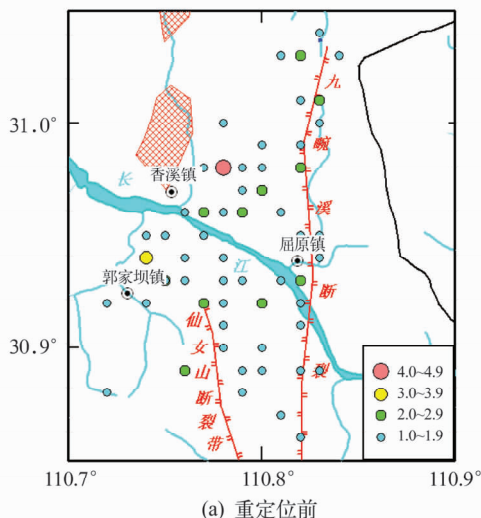 31.0°
30.9°
九畹溪断裂
香溪镇
长江
屈原镇
郭家坝镇
仙女山断裂带
4.0~4.9
3.0~3.9
2.0~2.9
1.0~1.9
110.7°
110.8°
110.9°
(a) 重定位前